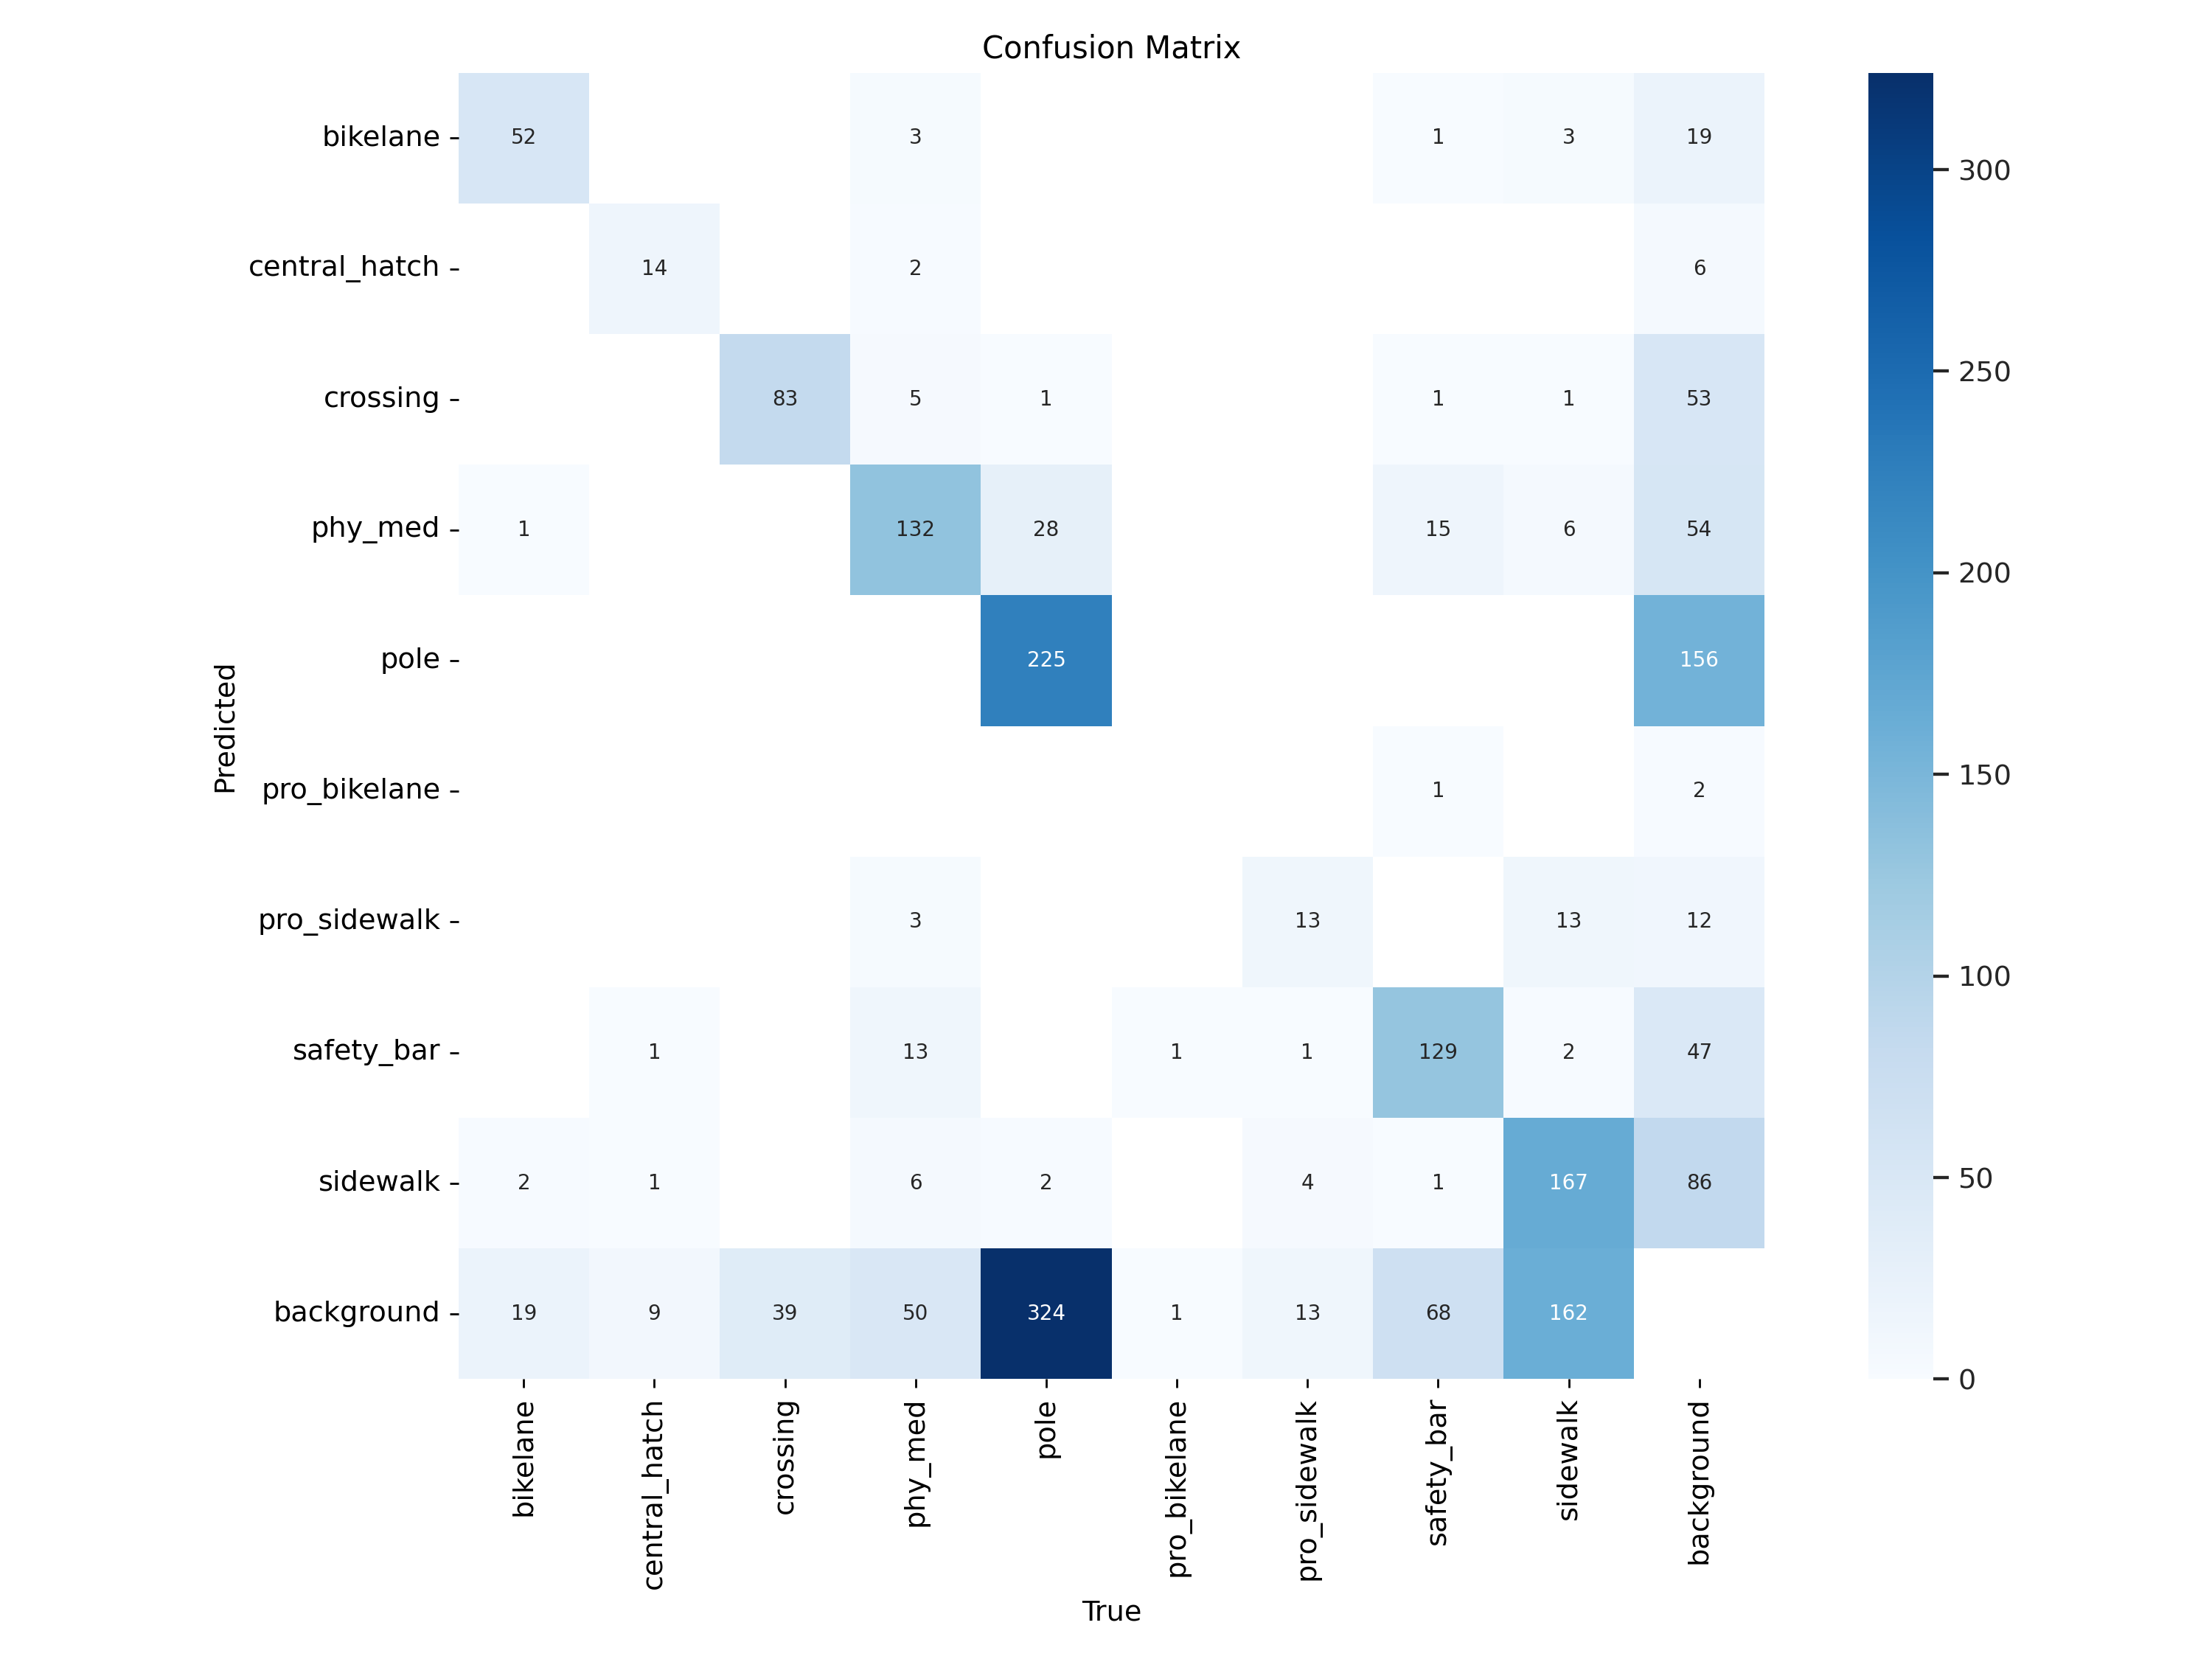 Confusion Matrix
bikelane 52 3 1 3 19
central_hatch 14 2 6
crossing 83 5 1 1 1 53
phy_med 1 132 28 15 6 54
pole 225 156
pro_bikelane 1 2
pro_sidewalk 3 13 13 12
safety_bar 1 13 1 1 129 2 47
sidewalk 2 1 6 2 4 1 167 86
background 19 9 39 50 324 1 13 68 162
Predicted
bikelane central_hatch crossing phy_med pole pro_bikelane pro_sidewalk safety_bar sidewalk background
True
300
250
200
150
100
50
0